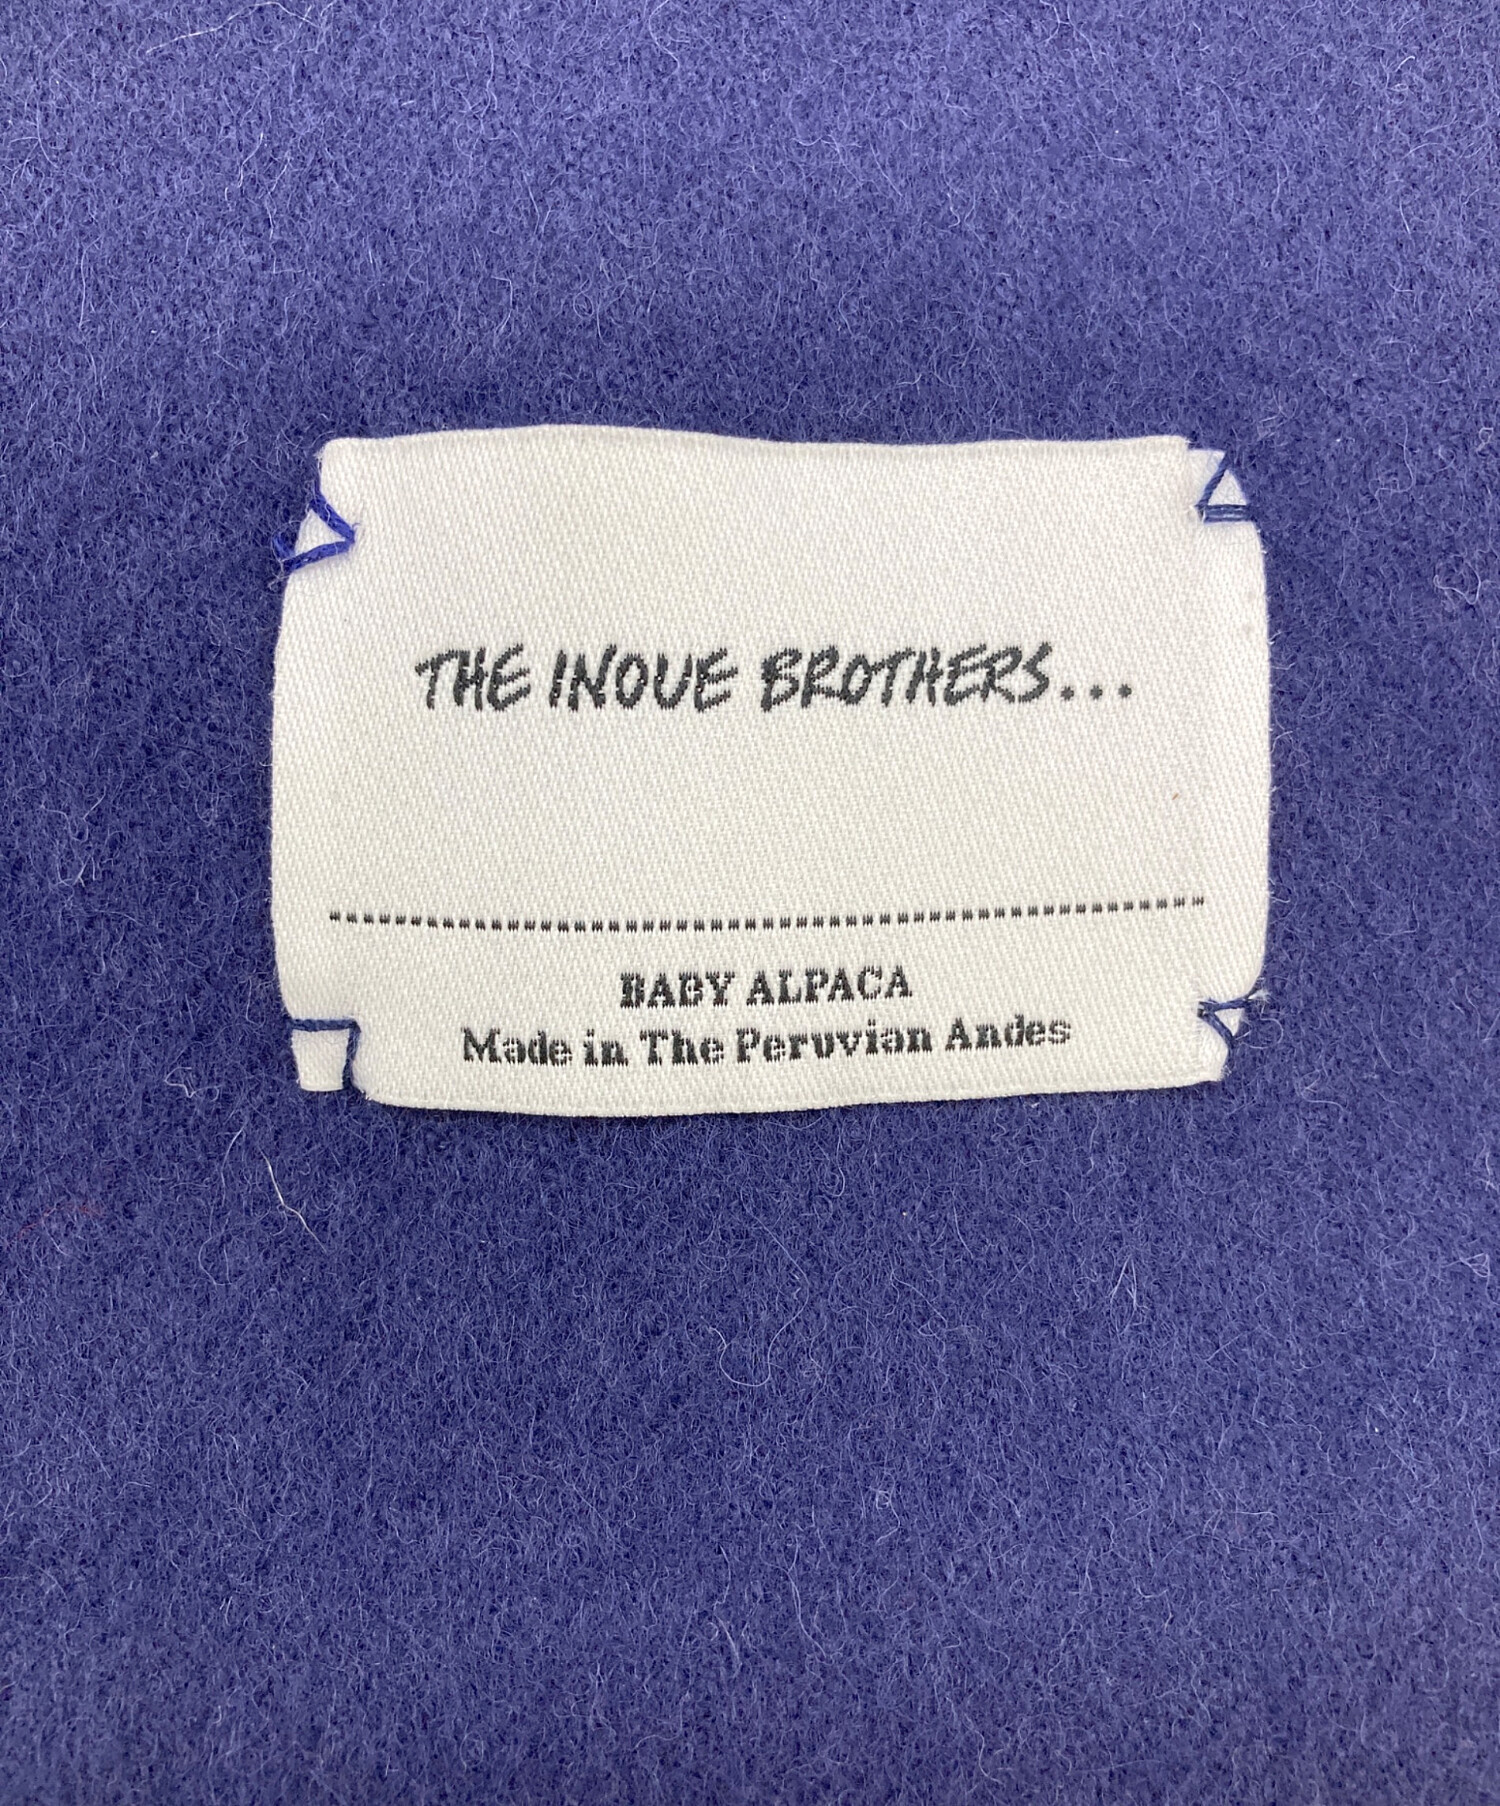 THE INOUE BROTHERS...
BABY ALPACA
Made in The Peruvian Andes